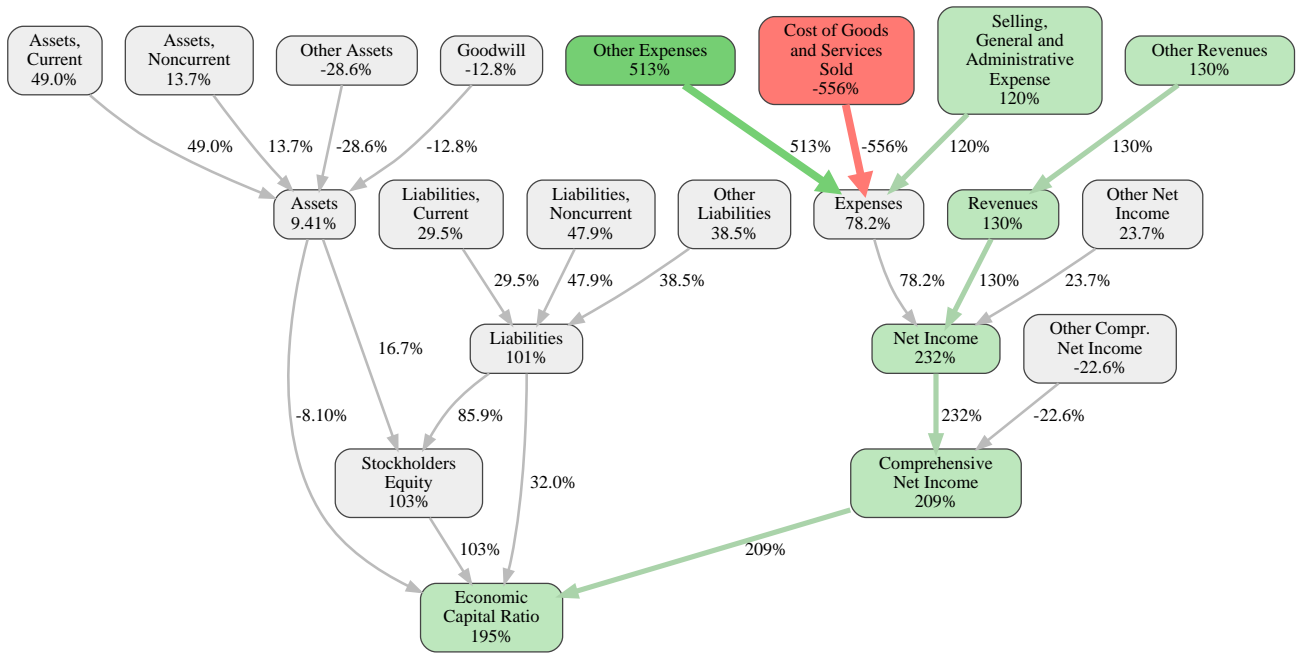 Assets,
Current
49.0%
Assets,
Noncurrent
13.7%
Other Assets
-28.6%
Goodwill
-12.8%
Other Expenses
513%
Cost of Goods
and Services
Sold
-556%
Selling,
General and
Administrative
Expense
120%
Other Revenues
130%
49.0%
13.7%
-28.6%
-12.8%
513%
-556%
120%
130%
Assets
9.41%
Liabilities,
Current
29.5%
Liabilities,
Noncurrent
47.9%
Other
Liabilities
38.5%
Expenses
78.2%
Revenues
130%
Other Net
Income
23.7%
29.5%
47.9%
38.5%
78.2%
130%
23.7%
Liabilities
101%
Net Income
232%
Other Compr.
Net Income
-22.6%
16.7%
-8.10%
85.9%
232%
-22.6%
Stockholders
Equity
103%
32.0%
Comprehensive
Net Income
209%
103%
209%
Economic
Capital Ratio
195%